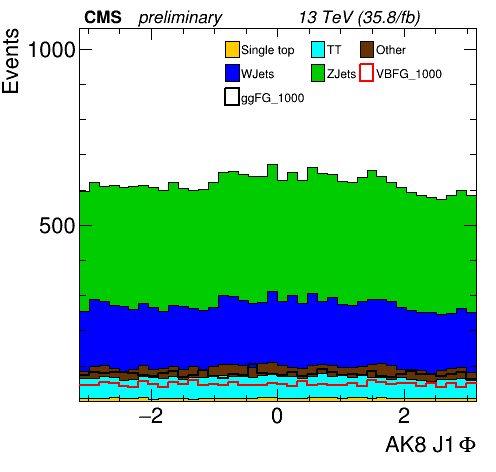 CMS preliminary 13 TeV (35.8/fb)
Events
1000
500
Single top TT Other
WJets ZJets VBFG_1000
ggFG_1000
−2 0 2
AK8 J1 Φ